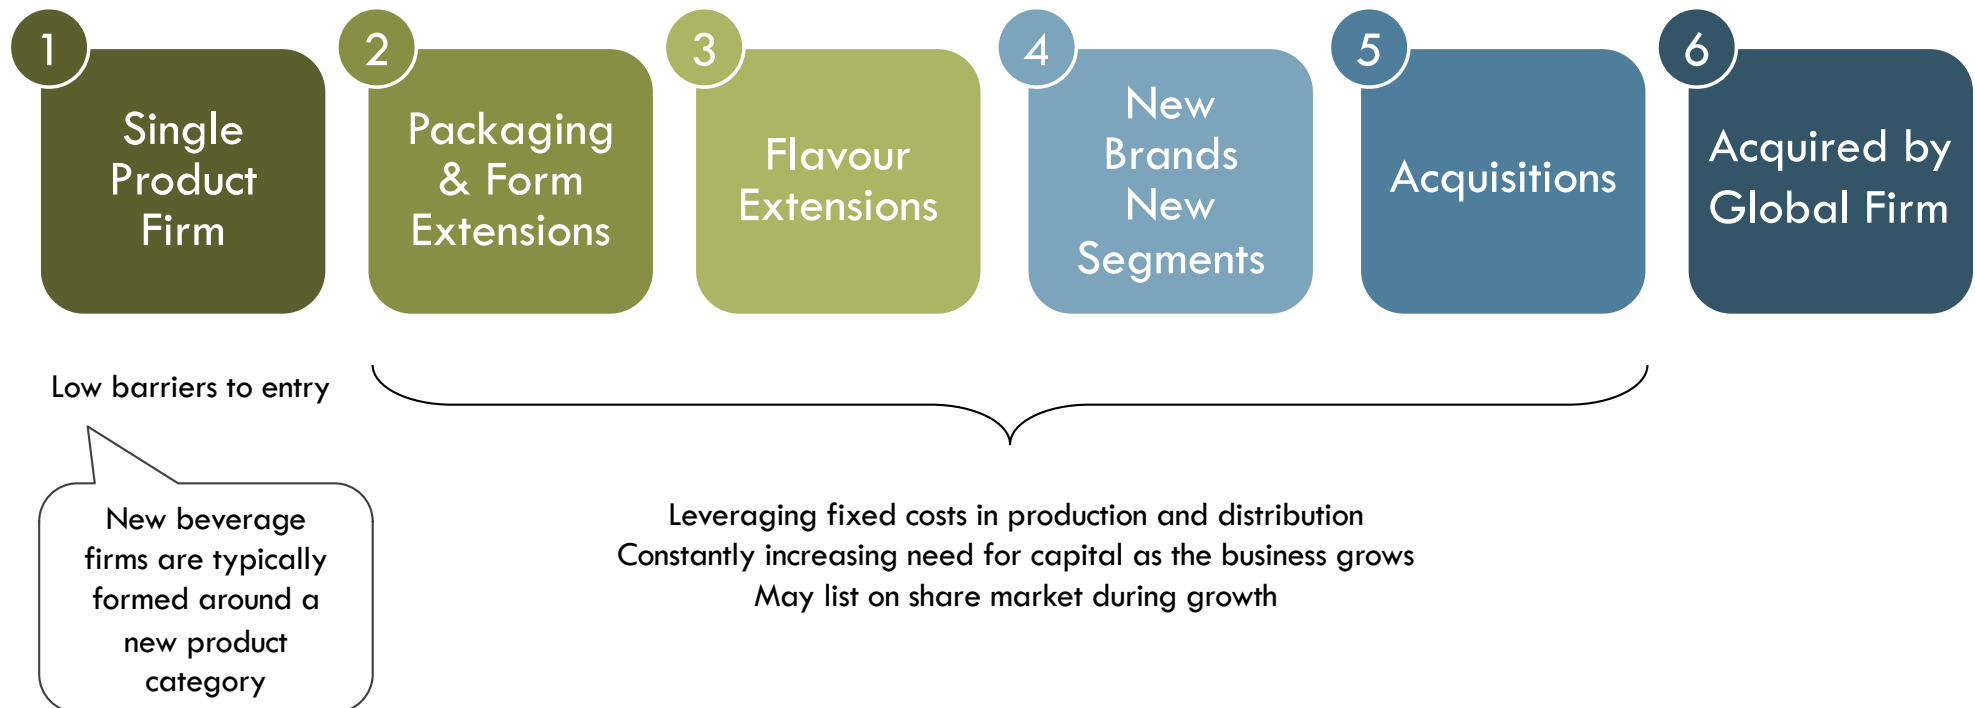 1
Single
Product
Firm
2
Packaging
& Form
Extensions
3
Flavour
Extensions
4
New
Brands
New
Segments
5
Acquisitions
6
Acquired by
Global Firm
Low barriers to entry
New beverage
firms are typically
formed around a
new product
category
Leveraging fixed costs in production and distribution
Constantly increasing need for capital as the business grows
May list on share market during growth